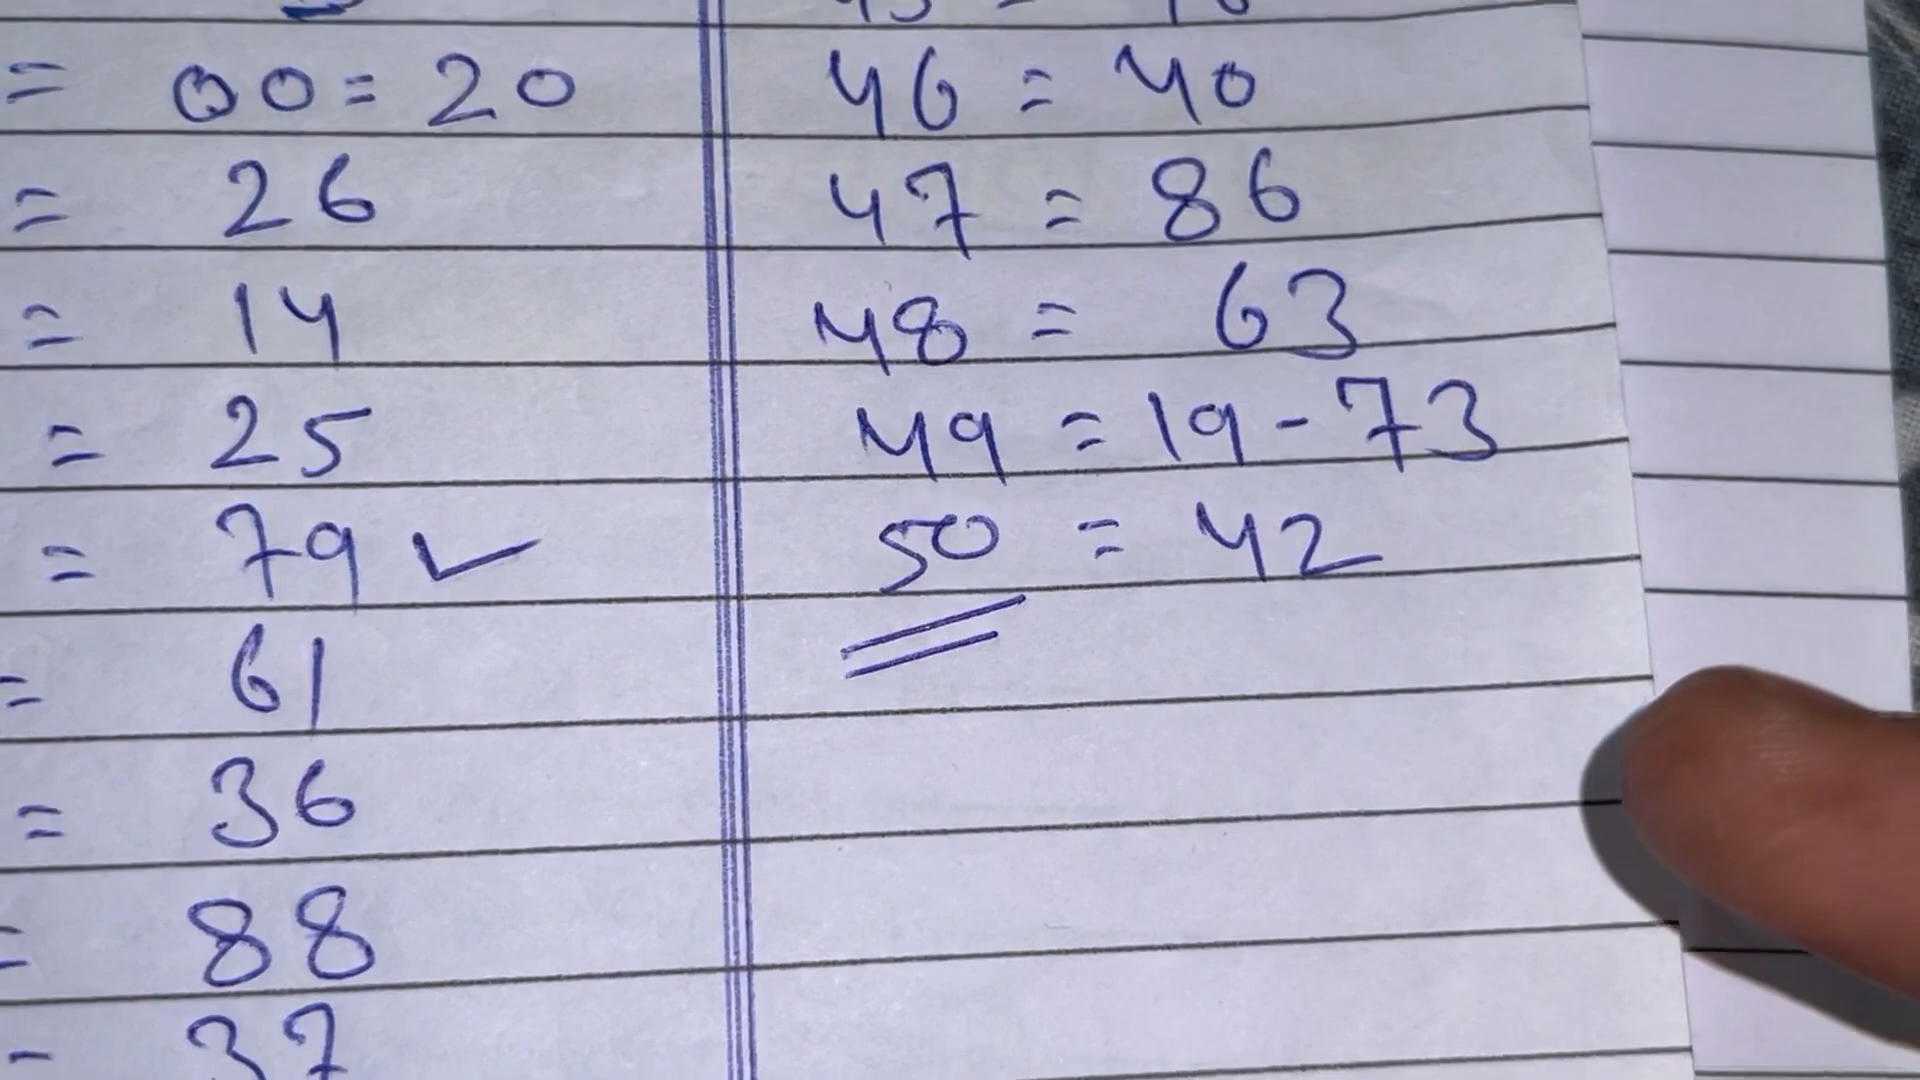 = 00 = 20
= 26
= 14
= 25
= 79 ✓
= 61
= 36
= 88
= 37
46 = 40
47 = 86
48 = 63
49 = 19 - 73
50 = 42